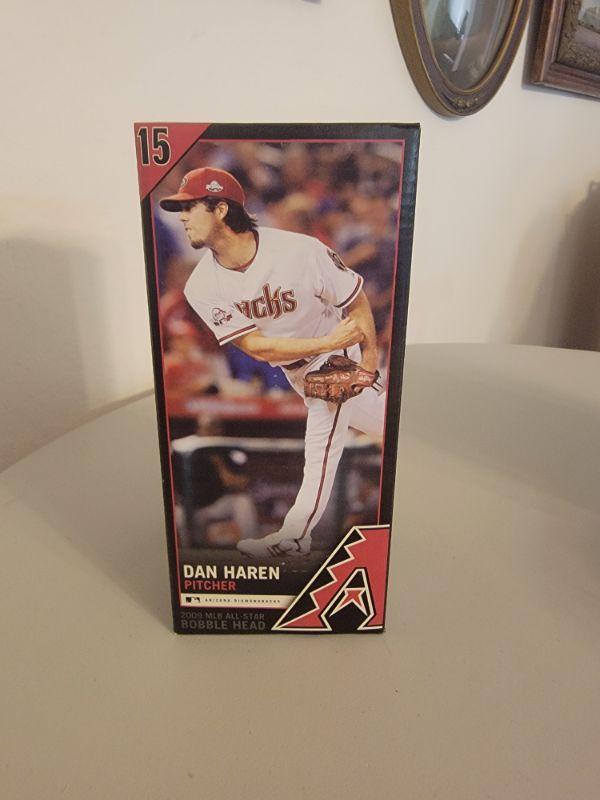 15
acks
DAN HAREN
PITCHER
ARIZONA DIAMONDBACKS
2009 MLB ALL-STAR
BOBBLE HEAD